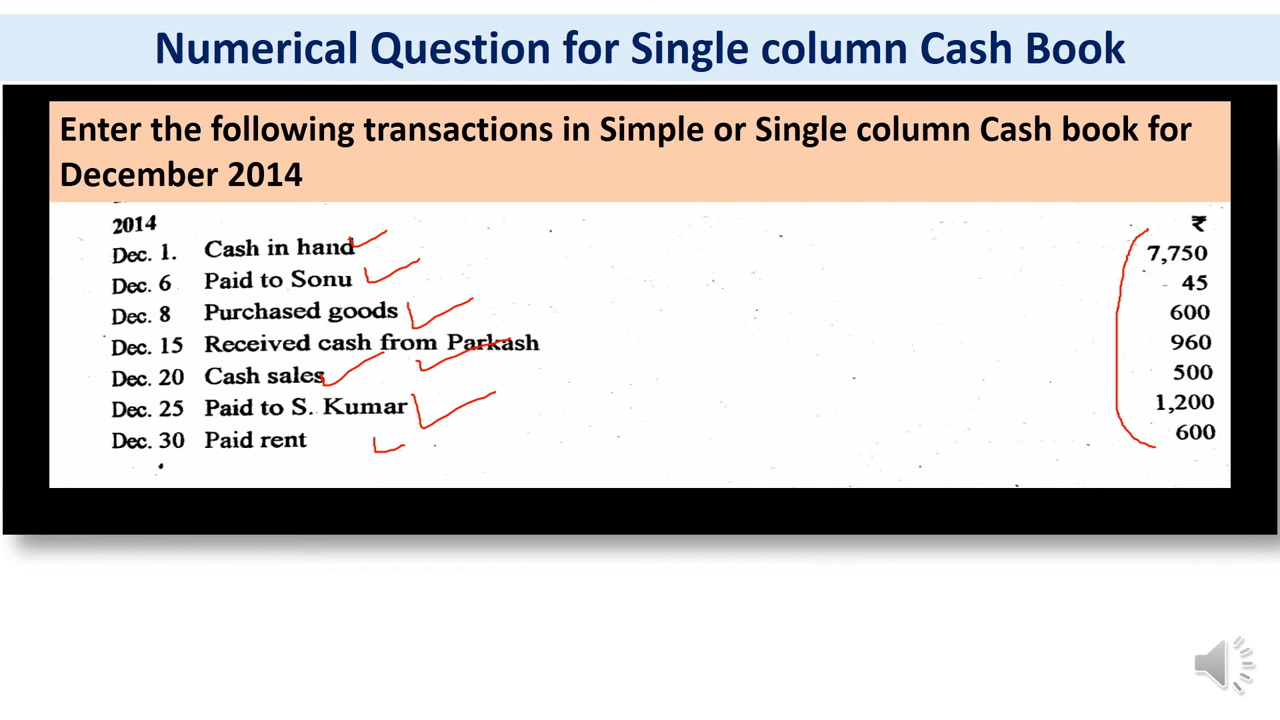 Numerical Question for Single column Cash Book
Enter the following transactions in Simple or Single column Cash book for
December 2014
2014 ₹
Dec. 1. Cash in hand 7,750
Dec. 6 Paid to Sonu 45
Dec. 8 Purchased goods 600
Dec. 15 Received cash from Parkash 960
Dec. 20 Cash sales 500
Dec. 25 Paid to S. Kumar 1,200
Dec. 30 Paid rent 600